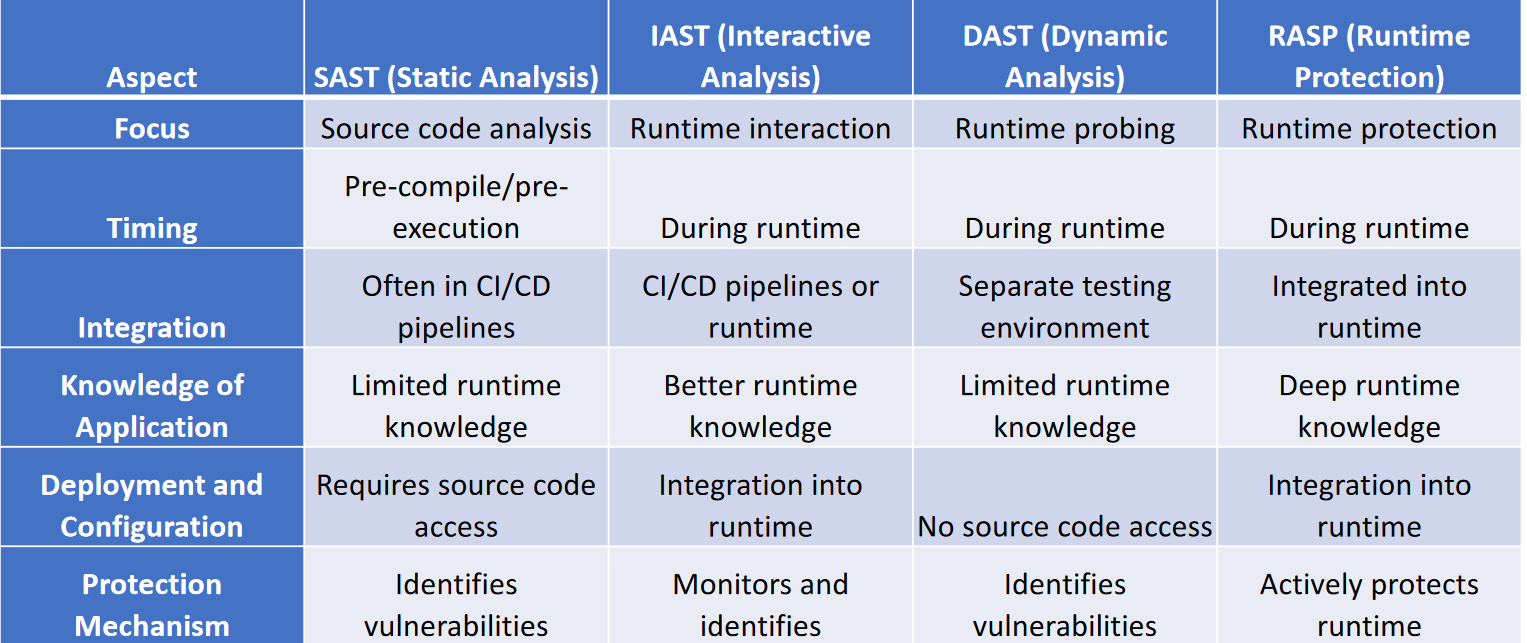 Aspect
SAST (Static Analysis)
IAST (Interactive
Analysis)
DAST (Dynamic
Analysis)
RASP (Runtime
Protection)
Focus
Source code analysis
Runtime interaction
Runtime probing
Runtime protection
Timing
Pre-compile/pre-
execution
During runtime
During runtime
During runtime
Integration
Often in CI/CD
pipelines
CI/CD pipelines or
runtime
Separate testing
environment
Integrated into
runtime
Knowledge of
Application
Limited runtime
knowledge
Better runtime
knowledge
Limited runtime
knowledge
Deep runtime
knowledge
Deployment and
Configuration
Requires source code
access
Integration into
runtime
No source code access
Integration into
runtime
Protection
Mechanism
Identifies
vulnerabilities
Monitors and
identifies
Identifies
vulnerabilities
Actively protects
runtime